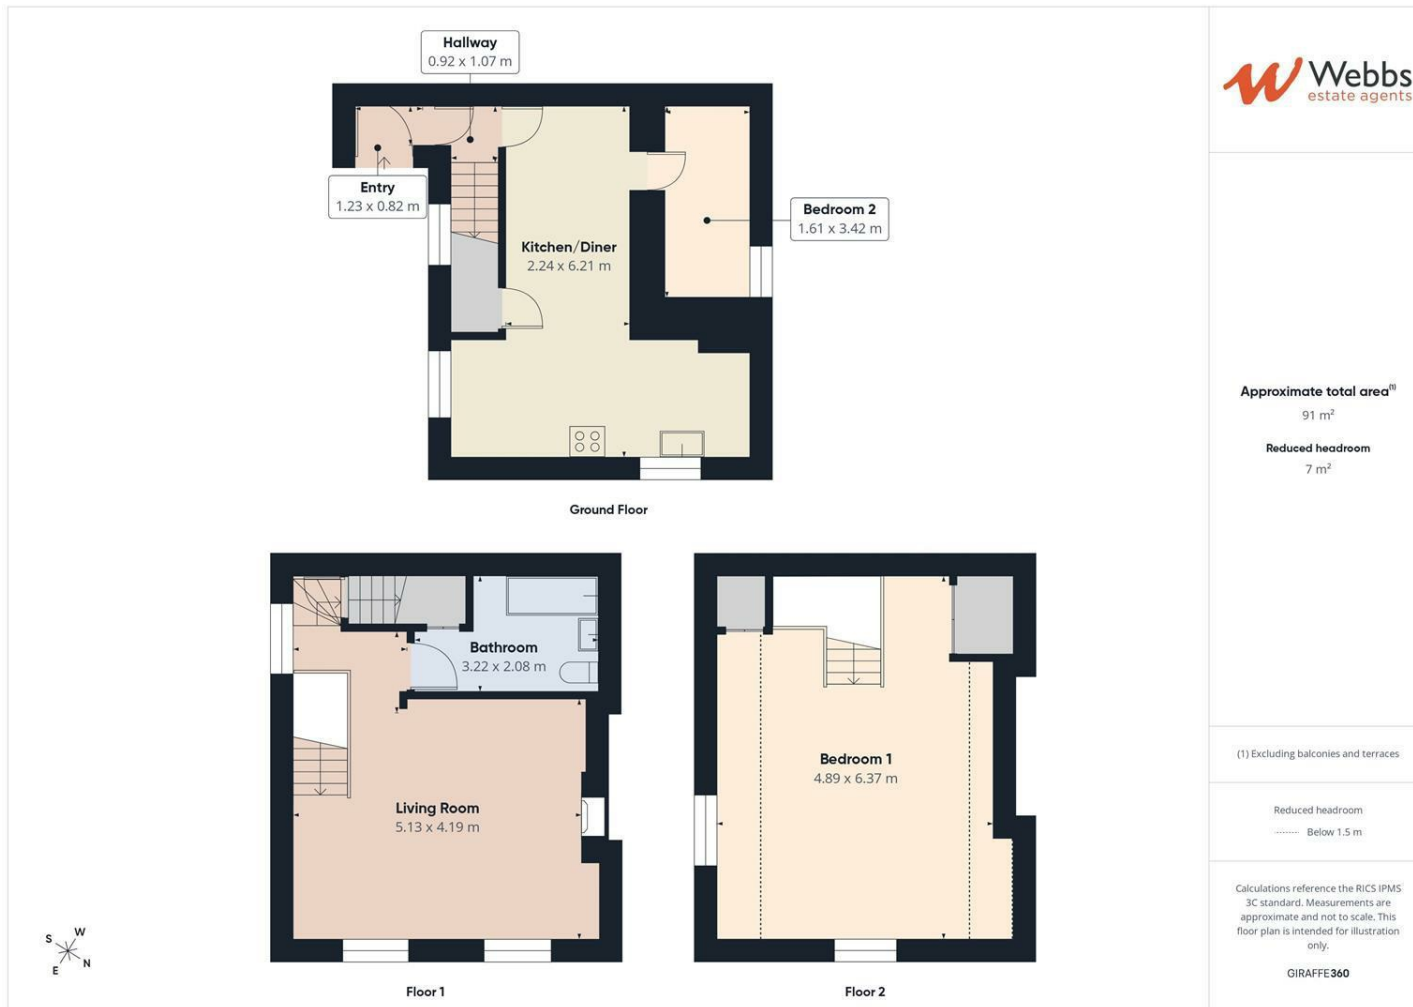 Hallway
0.92 x 1.07 m
Entry
1.23 x 0.82 m
Kitchen/Diner
2.24 x 6.21 m
Bedroom 2
1.61 x 3.42 m
Ground Floor
Bathroom
3.22 x 2.08 m
Living Room
5.13 x 4.19 m
Floor 1
Bedroom 1
4.89 x 6.37 m
Floor 2
S
W
E
N
Webbs
estate agents
Approximate total area(1)
91 m²
Reduced headroom
7 m²
(1) Excluding balconies and terraces
Reduced headroom
Below 1.5 m
Calculations reference the RICS IPMS
3C standard. Measurements are
approximate and not to scale. This
floor plan is intended for illustration
only.
GIRAFFE360